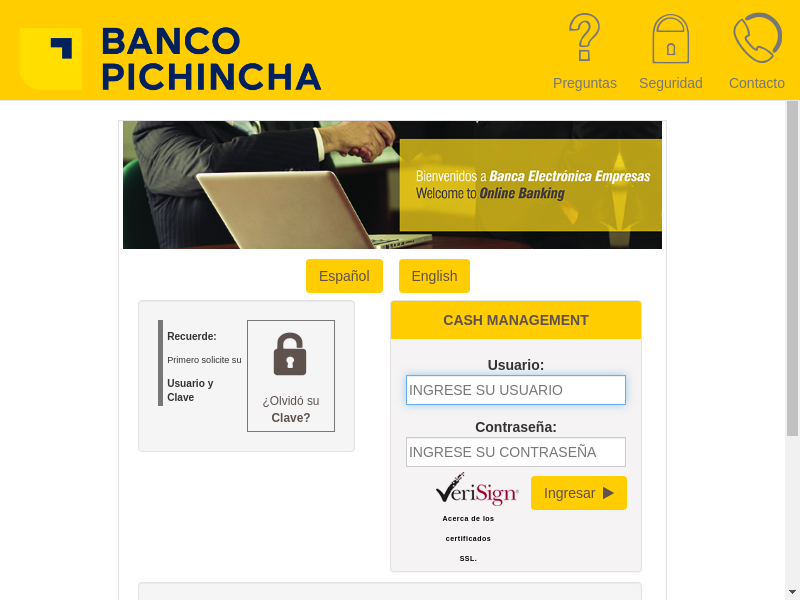 BANCO
PICHINCHA
Preguntas
Seguridad
Contacto
Bienvenidos a Banca Electrónica Empresas
Welcome to Online Banking
Español
English
Recuerde:
Primero solicite su
Usuario y
Clave
¿Olvidó su
Clave?
CASH MANAGEMENT
Usuario:
INGRESE SU USUARIO
Contraseña:
INGRESE SU CONTRASEÑA
VeriSign
Ingresar
Acerca de los
certificados
SSL.